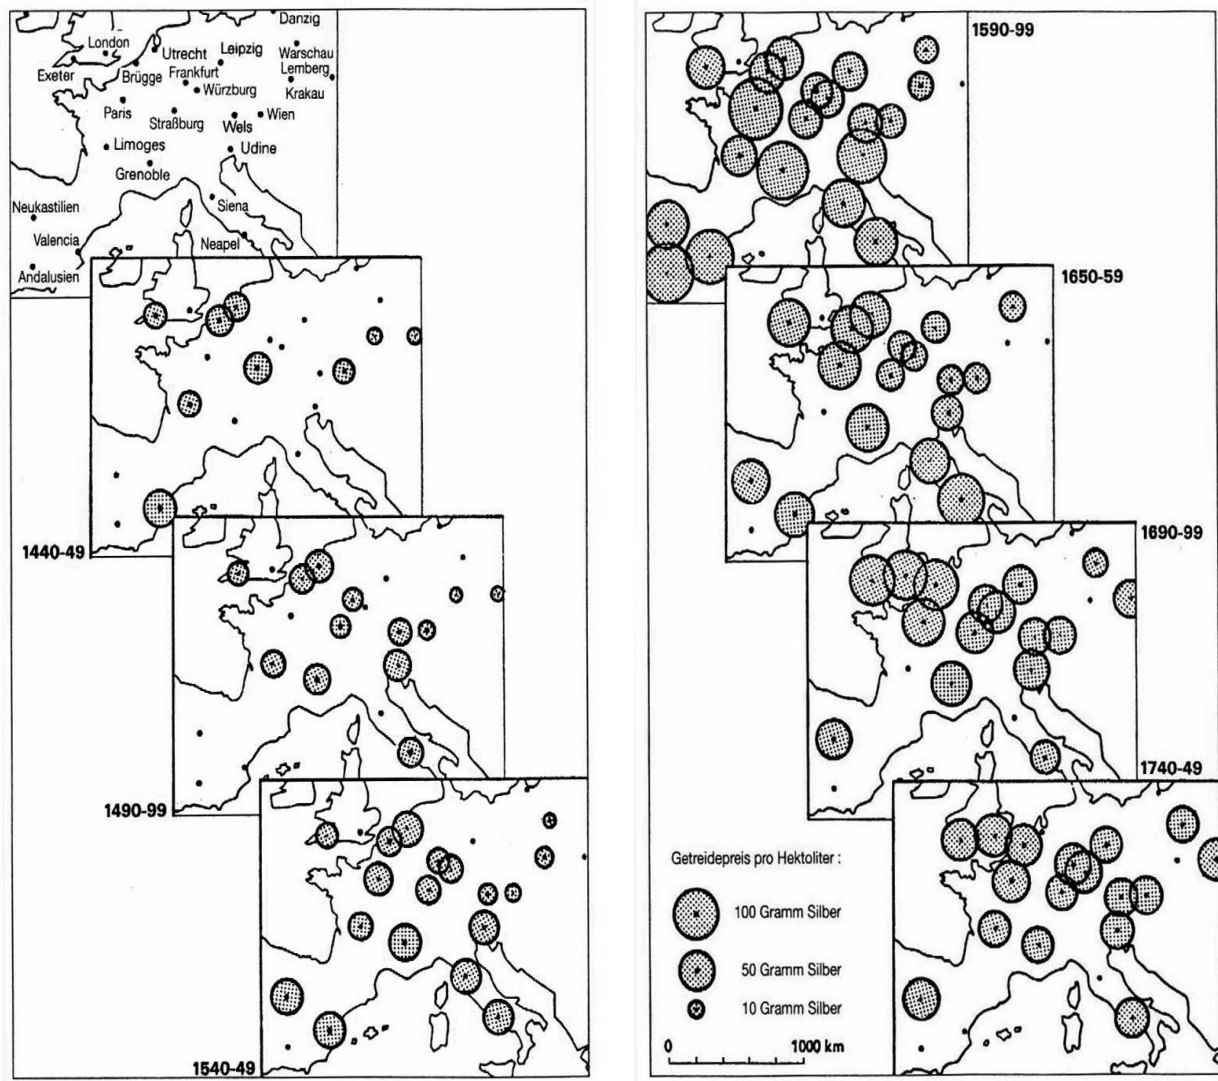 Danzig
London
Utrecht
Leipzig
Warschau
Exeter
Brügge
Frankfurt
Lemberg
Würzburg
Krakau
Paris
Straßburg
Wels
Wien
Limoges
Udine
Grenoble
Neukastilien
Siena
Valencia
Neapel
Andalusien
1440-49
1490-99
1540-49
1590-99
1650-59
1690-99
1740-49
Getreidepreis pro Hektoliter :
100 Gramm Silber
50 Gramm Silber
10 Gramm Silber
0 1000 km